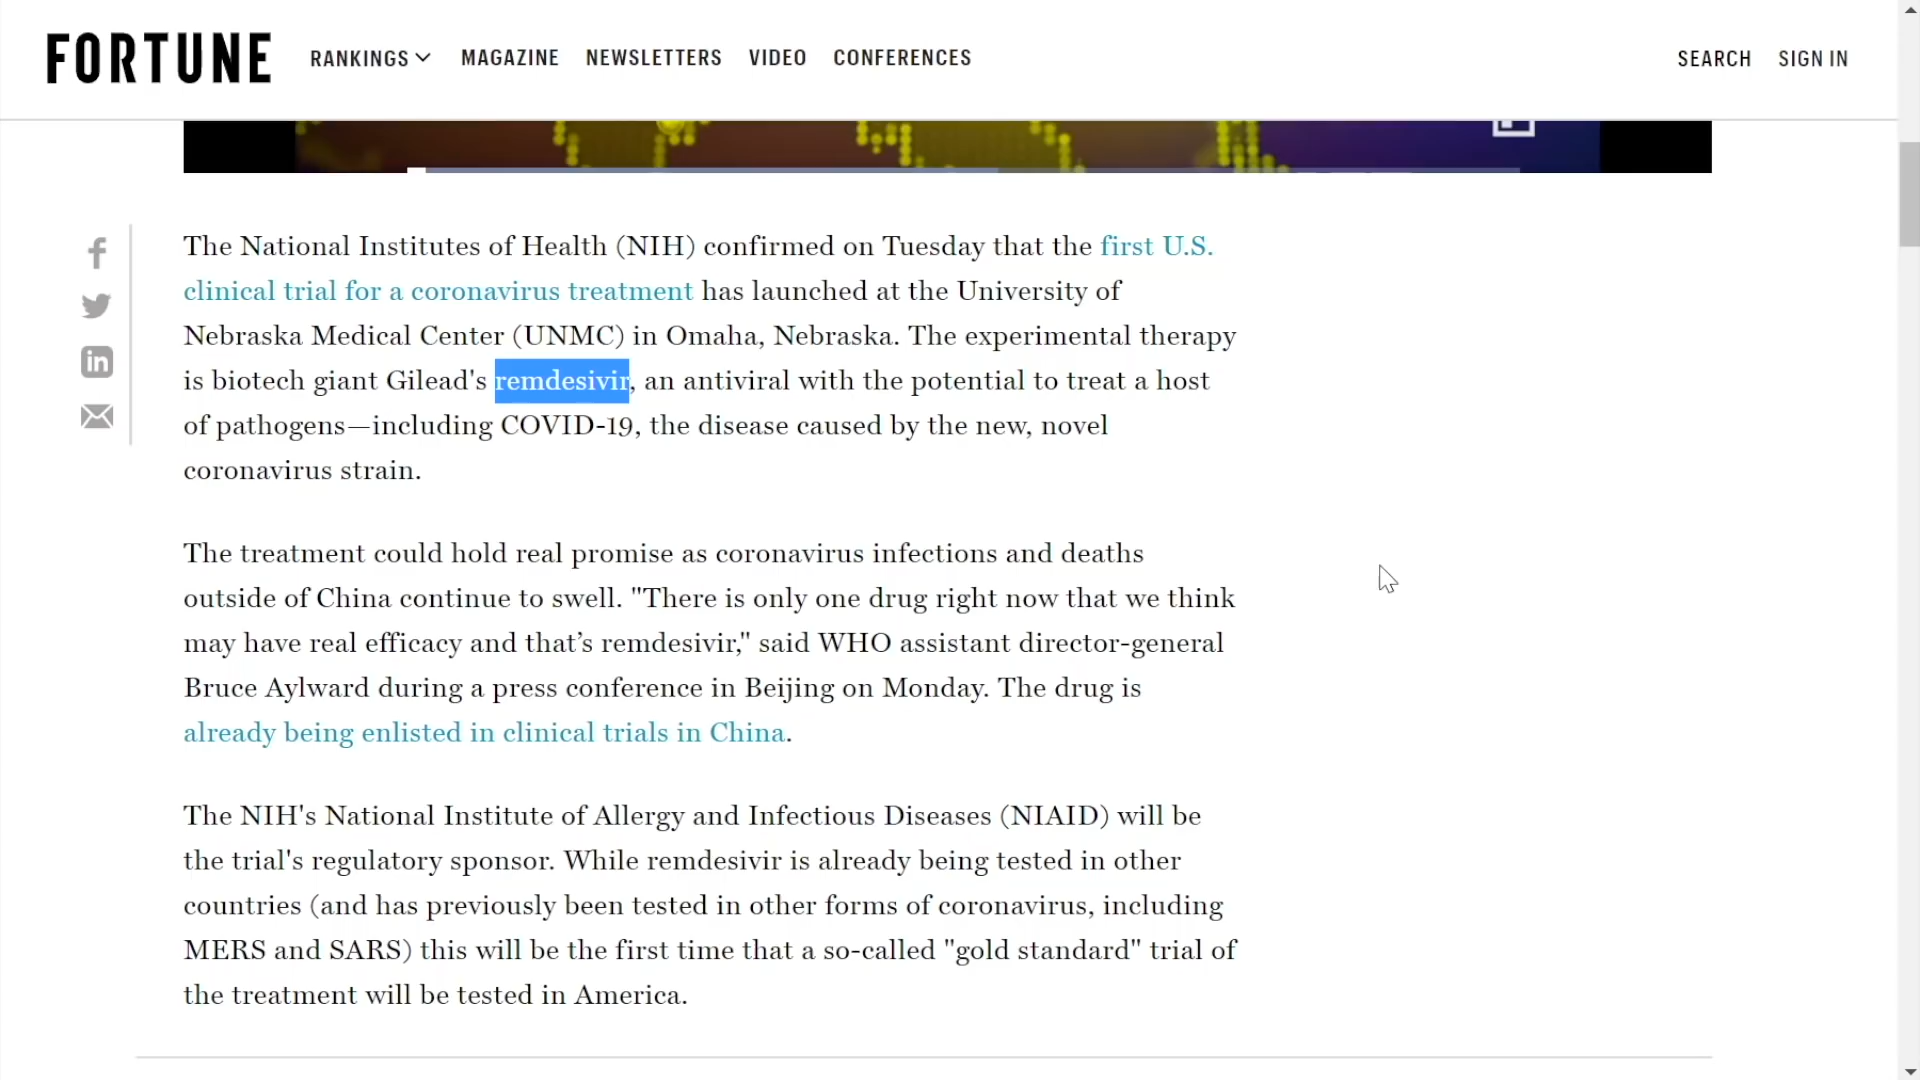 FORTUNE RANKINGS MAGAZINE NEWSLETTERS VIDEO CONFERENCES SEARCH SIGN IN
The National Institutes of Health (NIH) confirmed on Tuesday that the first U.S.
clinical trial for a coronavirus treatment has launched at the University of
Nebraska Medical Center (UNMC) in Omaha, Nebraska. The experimental therapy
is biotech giant Gilead's remdesivir, an antiviral with the potential to treat a host
of pathogens—including COVID-19, the disease caused by the new, novel
coronavirus strain.
The treatment could hold real promise as coronavirus infections and deaths
outside of China continue to swell. "There is only one drug right now that we think
may have real efficacy and that’s remdesivir," said WHO assistant director-general
Bruce Aylward during a press conference in Beijing on Monday. The drug is
already being enlisted in clinical trials in China.
The NIH's National Institute of Allergy and Infectious Diseases (NIAID) will be
the trial's regulatory sponsor. While remdesivir is already being tested in other
countries (and has previously been tested in other forms of coronavirus, including
MERS and SARS) this will be the first time that a so-called "gold standard" trial of
the treatment will be tested in America.